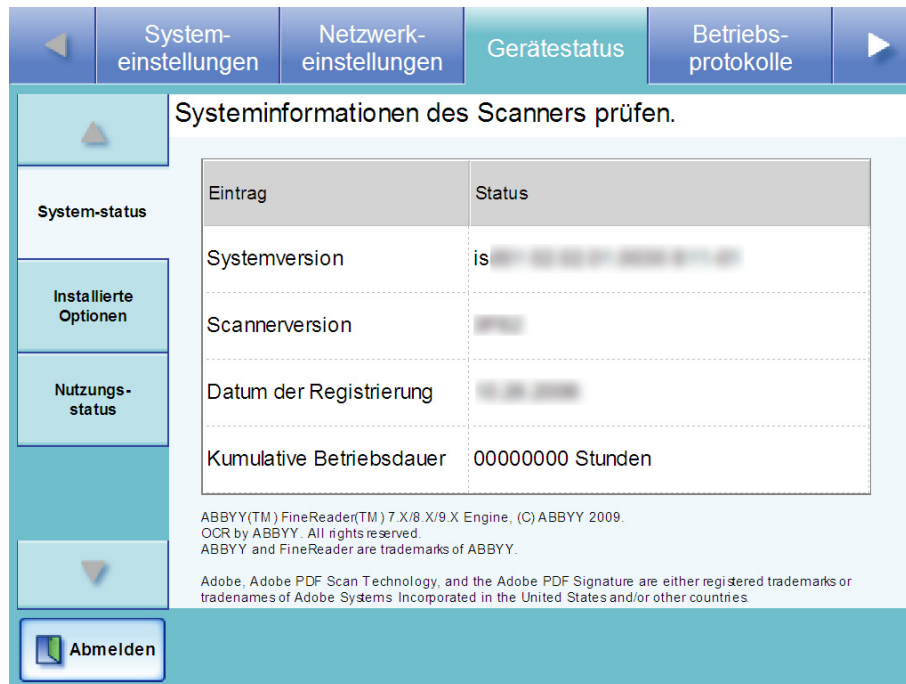 System-
einstellungen
Netzwerk-
einstellungen
Gerätestatus
Betriebs-
protokolle
Systeminformationen des Scanners prüfen.
System-status
Installierte
Optionen
Nutzungs-
status
Eintrag Status
Systemversion is
Scannerversion
Datum der Registrierung
Kumulative Betriebsdauer 00000000 Stunden
ABBYY(TM) FineReader(TM) 7.X/8.X/9.X Engine, (C) ABBYY 2009.
OCR by ABBYY. All rights reserved.
ABBYY and FineReader are trademarks of ABBYY.
Adobe, Adobe PDF Scan Technology, and the Adobe PDF Signature are either registered trademarks or
tradenames of Adobe Systems Incorporated in the United States and/or other countries.
Abmelden